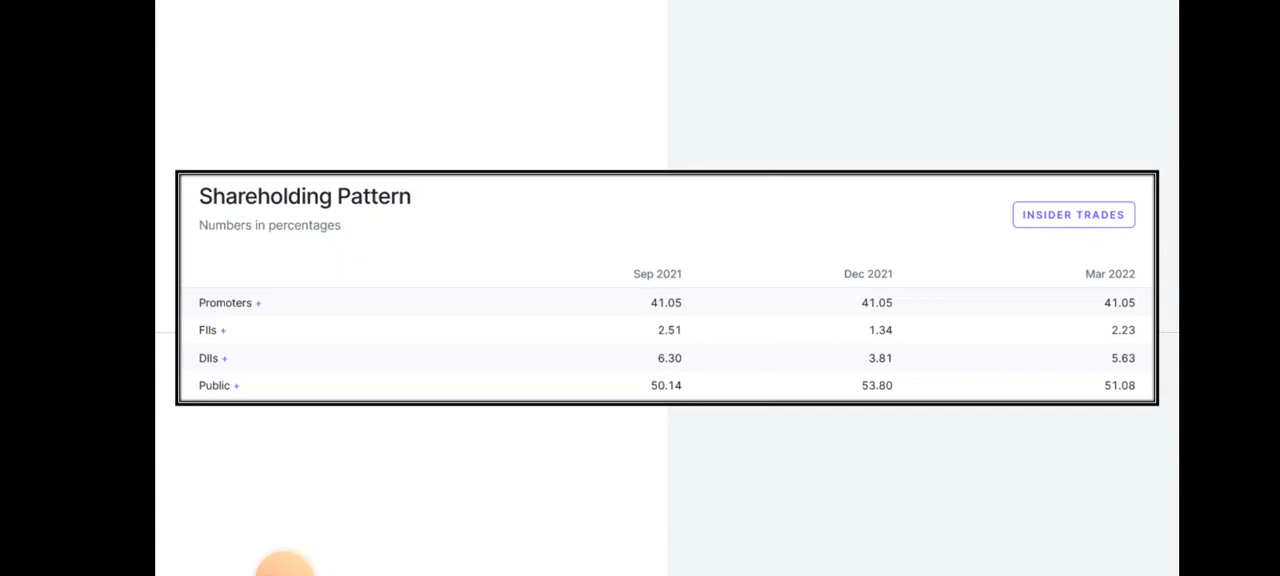 Shareholding Pattern
Numbers in percentages
INSIDER TRADES
Sep 2021 Dec 2021 Mar 2022
Promoters + 41.05 41.05 41.05
FIIs + 2.51 1.34 2.23
DIIs + 6.30 3.81 5.63
Public + 50.14 53.80 51.08